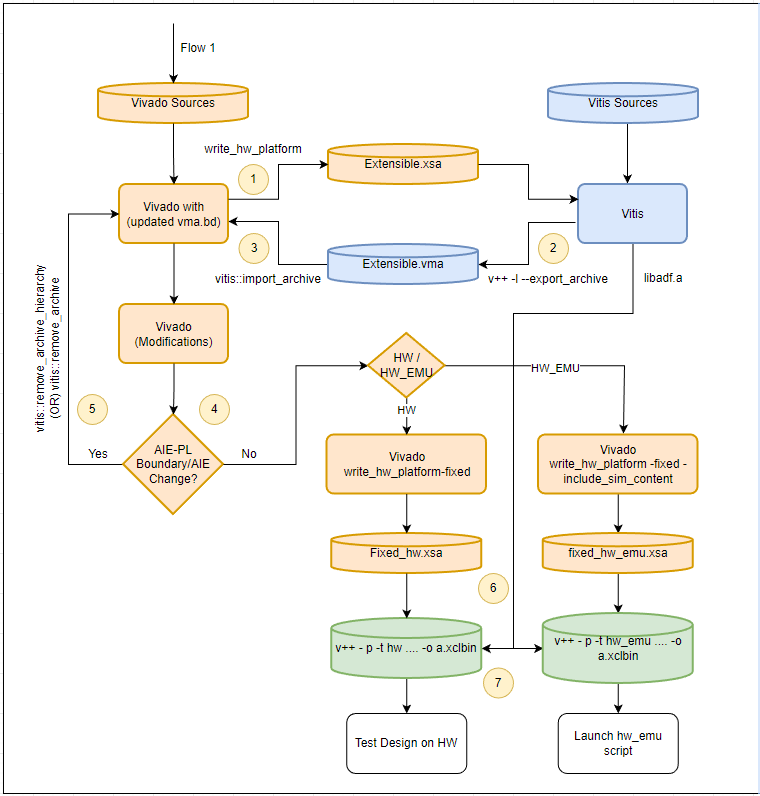 Flow 1
Vivado Sources
Vitis Sources
write_hw_platform
Extensible.xsa
1
Vivado with
(updated vma.bd)
Vitis
3
2
Extensible.vma
vitis::import_archive
v++ -l --export_archive
libadf.a
vitis::remove_archive_hierarchy
(OR) vitis::remove_archive
Vivado
(Modifications)
HW /
HW_EMU
HW_EMU
5
4
HW
AIE-PL
Boundary/AIE
Change?
Yes
No
Vivado
write_hw_platform-fixed
Vivado
write_hw_platform -fixed -
include_sim_content
Fixed_hw.xsa
fixed_hw_emu.xsa
6
v++ - p -t hw .... -o a.xclbin
v++ - p -t hw_emu .... -o
a.xclbin
7
Test Design on HW
Launch hw_emu
script